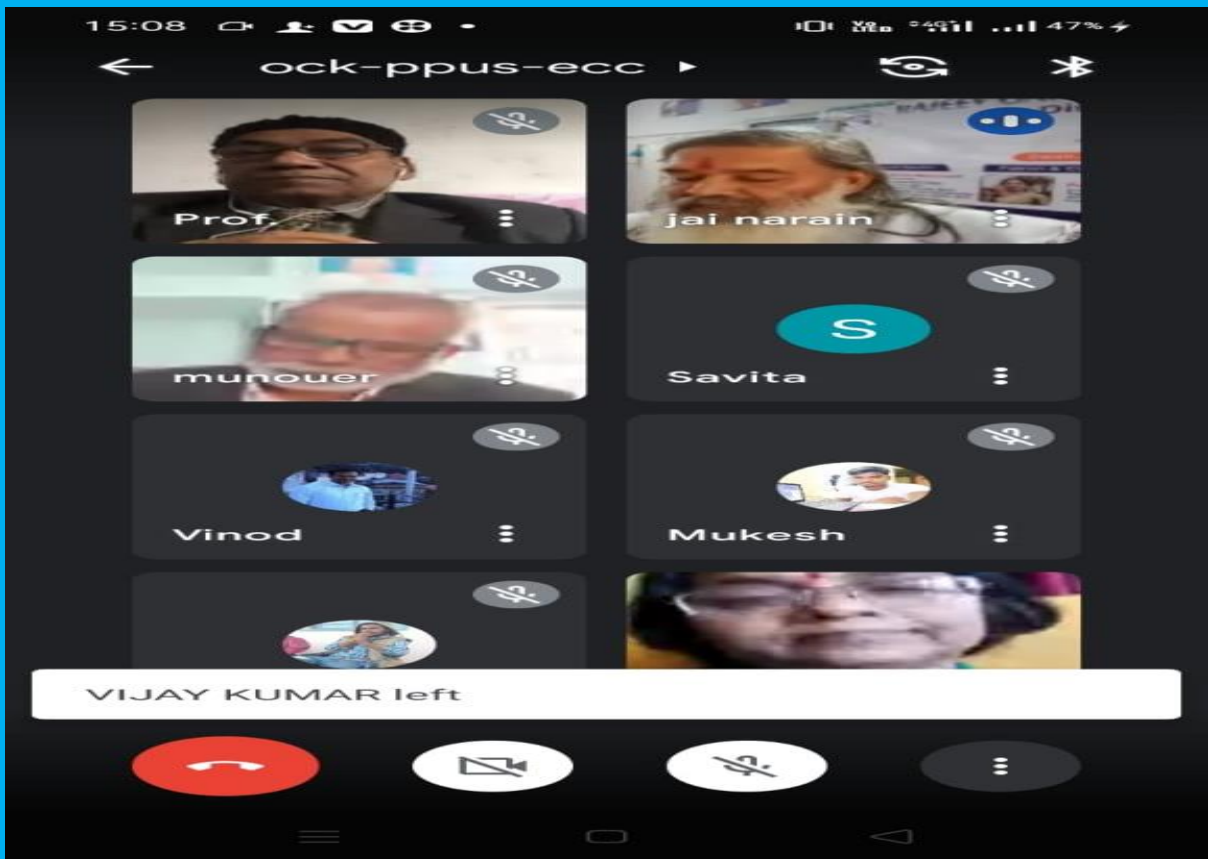 15:08 47%
ock-ppus-ecc
Prof.
jai narain
munouer
S
Savita
Vinod
Mukesh
VIJAY KUMAR left